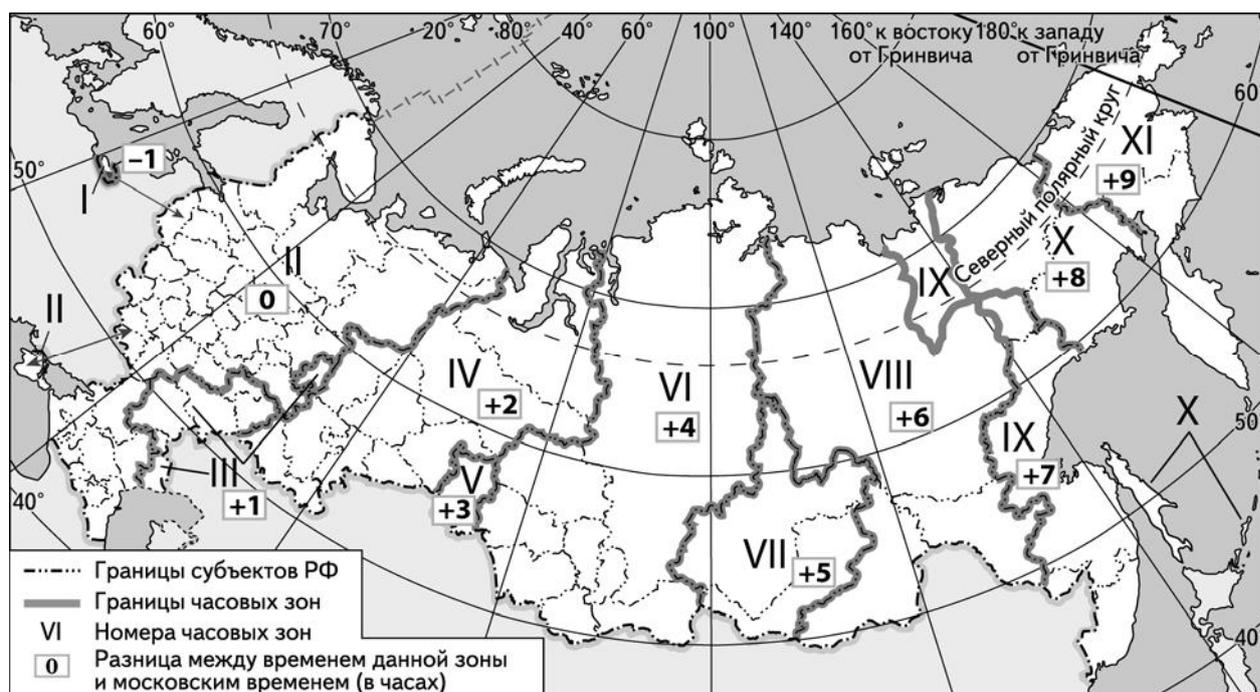 60° 70° 20° 80° 40° 60° 80° 100° 120° 140° 160° к востоку 180° к западу
от Гринвича от Гринвича
60
50°
–1
I
II
0
II
III
+1
40°
IV
+2
V
+3
VI
+4
VII
+5
VIII
+6
IX
IX
+7
X
+8
XI
+9
Северный полярный круг
X
50
40
Границы субъектов РФ
Границы часовых зон
VI Номера часовых зон
0 Разница между временем данной зоны
и московским временем (в часах)